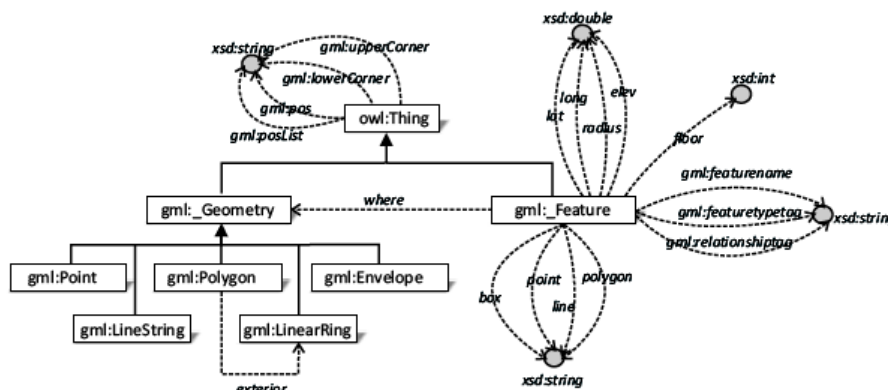 xsd:double
xsd:string
gml:upperCorner
gml:lowerCorner
gml:pos
gml:posList
owl:Thing
long
elev
lat
radius
xsd:int
floor
gml:featurename
gml:_Geometry
where
gml:_Feature
gml:featuretypetag
xsd:strin
gml:relationshiptag
gml:Point
gml:Polygon
gml:Envelope
box
point
polygon
line
gml:LineString
gml:LinearRing
exterior
xsd:string